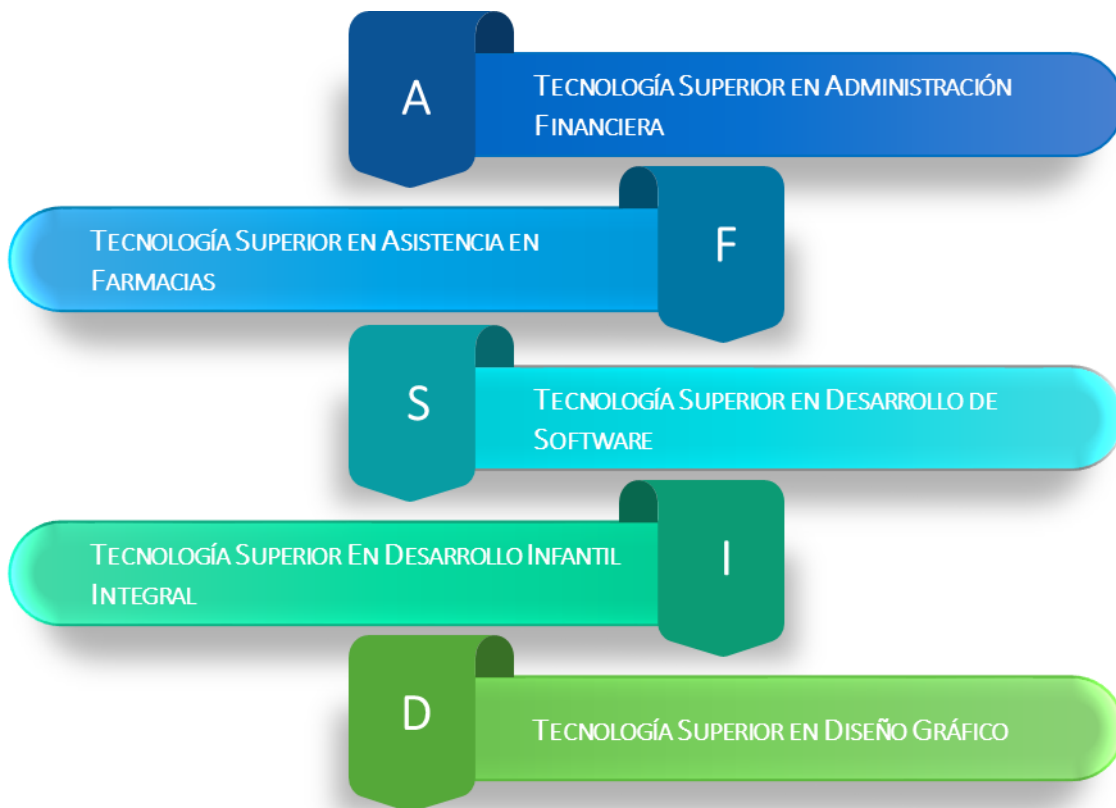 A
TECNOLOGÍA SUPERIOR EN ADMINISTRACIÓN
FINANCIERA
TECNOLOGÍA SUPERIOR EN ASISTENCIA EN
FARMACIAS
F
S
TECNOLOGÍA SUPERIOR EN DESARROLLO DE
SOFTWARE
TECNOLOGÍA SUPERIOR EN DESARROLLO INFANTIL
INTEGRAL
I
D
TECNOLOGÍA SUPERIOR EN DISEÑO GRÁFICO